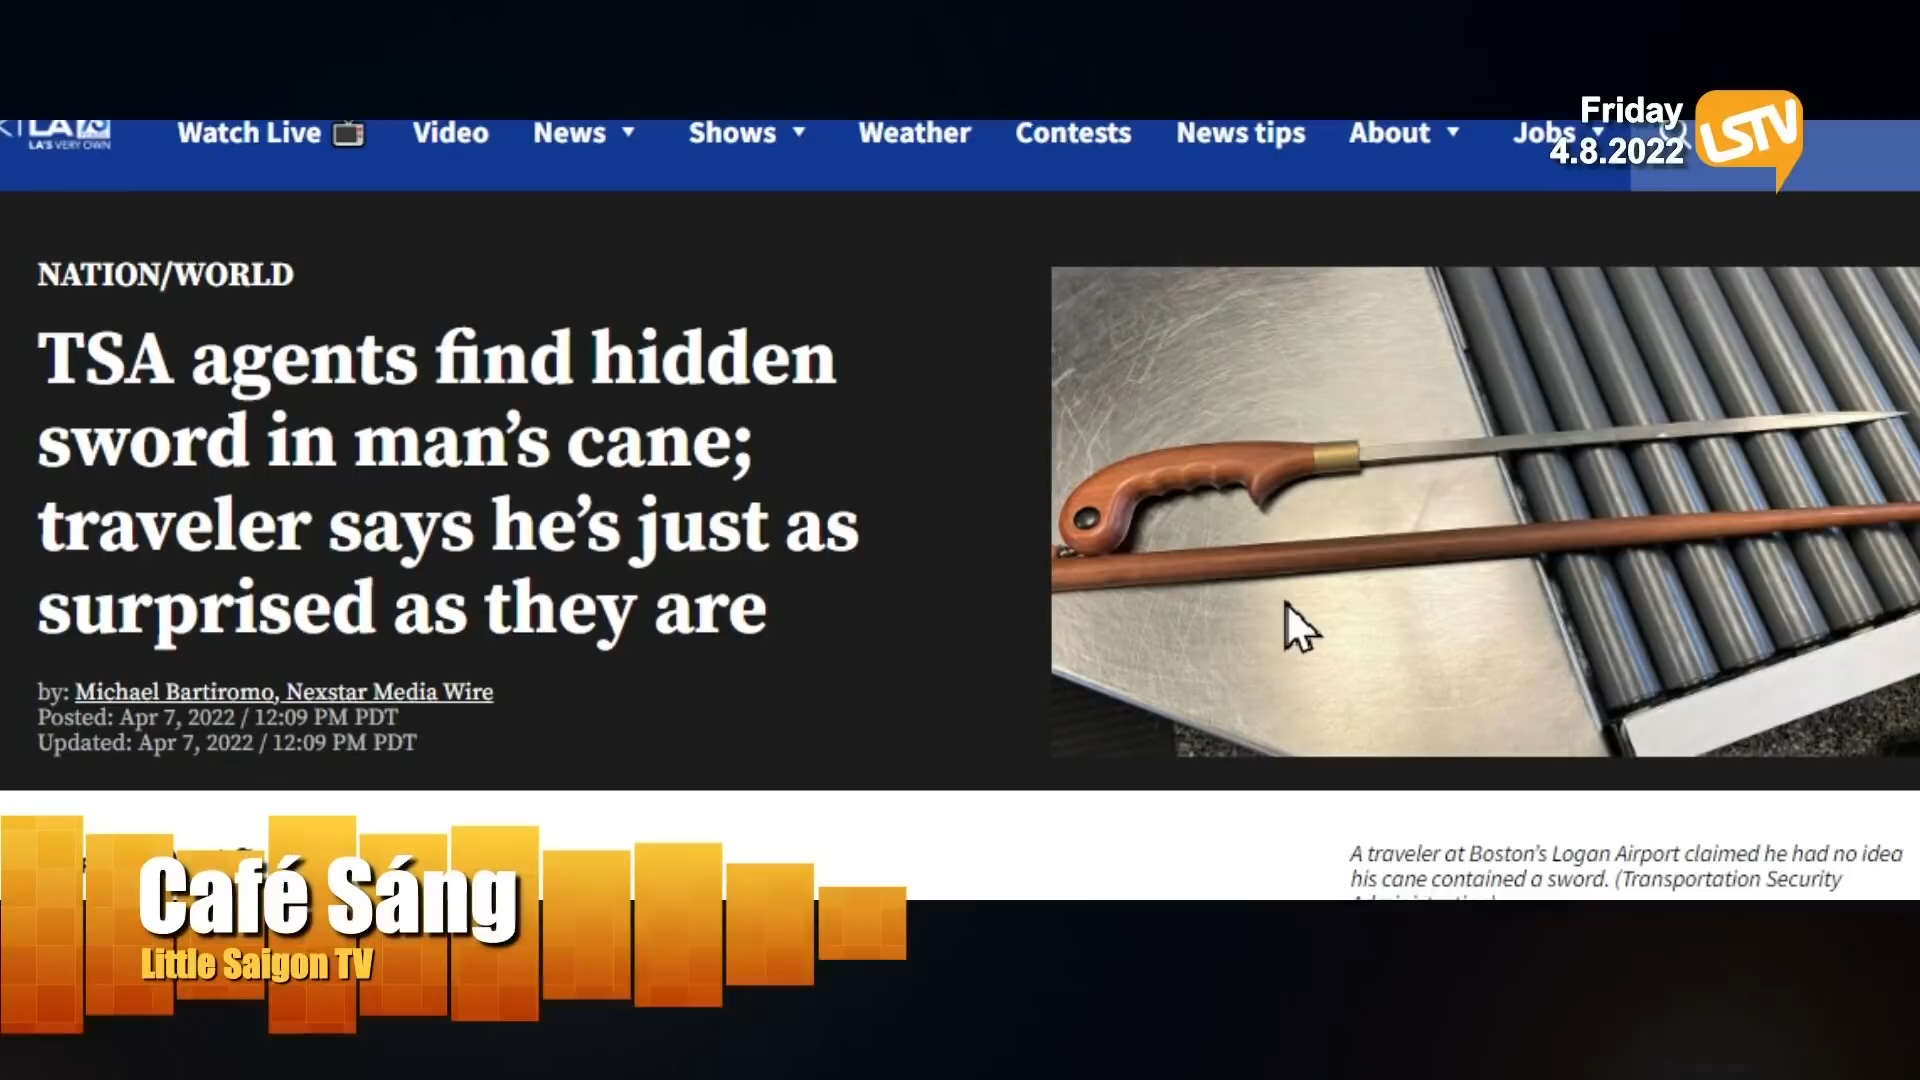 Friday
4.8.2022
LSTV
LA'S VERY OWN
Watch Live Video News Shows Weather Contests News tips About Jobs
NATION/WORLD
TSA agents find hidden
sword in man’s cane;
traveler says he’s just as
surprised as they are
by: Michael Bartiromo, Nexstar Media Wire
Posted: Apr 7, 2022 / 12:09 PM PDT
Updated: Apr 7, 2022 / 12:09 PM PDT
A traveler at Boston’s Logan Airport claimed he had no idea
his cane contained a sword. (Transportation Security
Café Sáng
Little Saigon TV